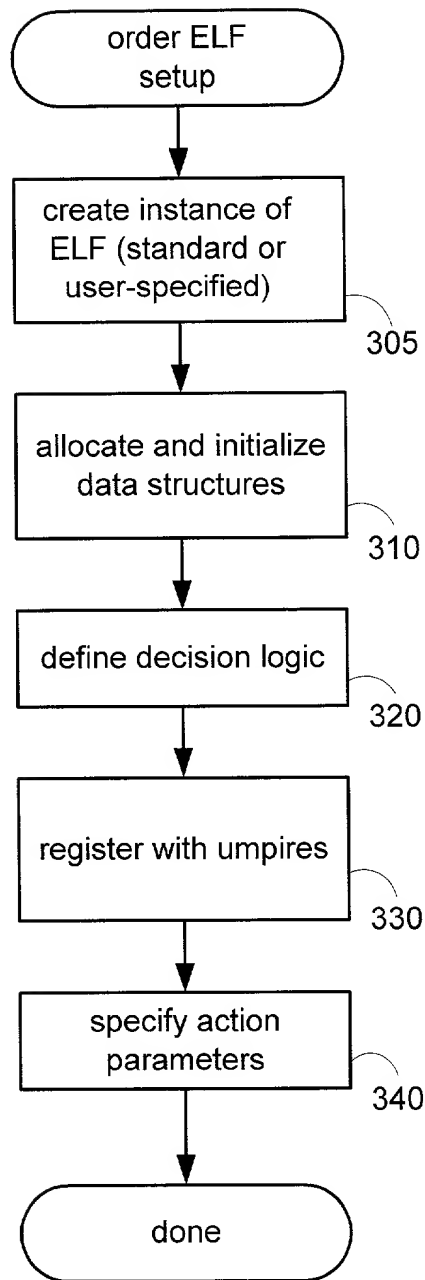 order ELF
setup
create instance of
ELF (standard or
user-specified)
305
allocate and initialize
data structures
310
define decision logic
320
register with umpires
330
specify action
parameters
340
done